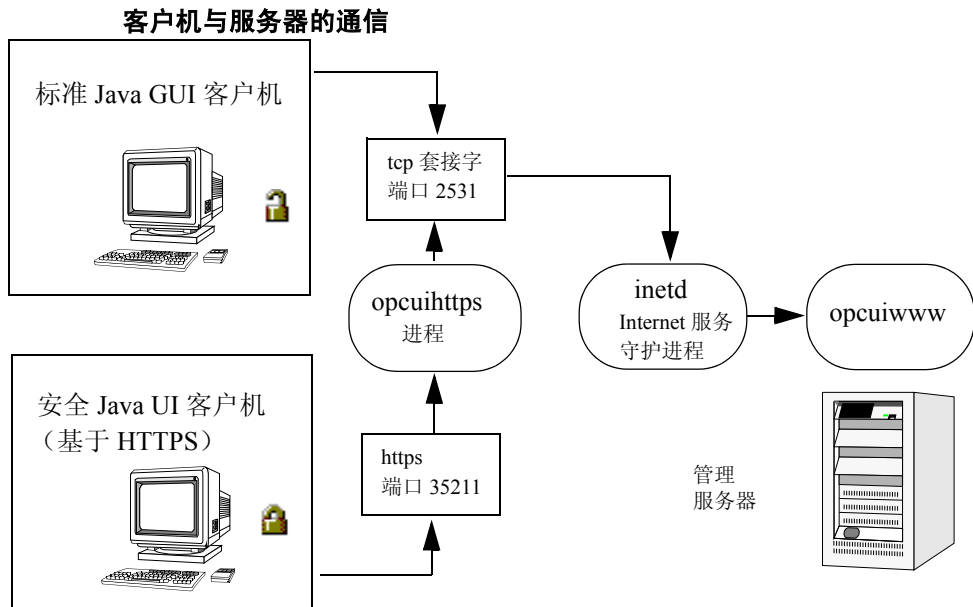 客户机与服务器的通信
标准 Java GUI 客户机
tcp 套接字
端口 2531
opcuihttps
进程
inetd
Internet 服务
守护进程
opcuiwww
安全 Java UI 客户机
（基于 HTTPS）
https
端口 35211
管理
服务器